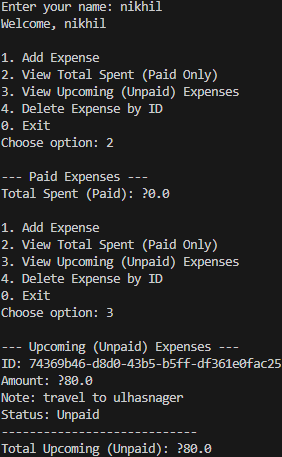 Enter your name: nikhil
Welcome, nikhil
1. Add Expense
2. View Total Spent (Paid Only)
3. View Upcoming (Unpaid) Expenses
4. Delete Expense by ID
0. Exit
Choose option: 2
--- Paid Expenses ---
Total Spent (Paid): ?0.0
1. Add Expense
2. View Total Spent (Paid Only)
3. View Upcoming (Unpaid) Expenses
4. Delete Expense by ID
0. Exit
Choose option: 3
--- Upcoming (Unpaid) Expenses ---
ID: 74369b46-d8d0-43b5-b5ff-df361e0fac25
Amount: ?80.0
Note: travel to ulhasnager
Status: Unpaid
----------------------------
Total Upcoming (Unpaid): ?80.0